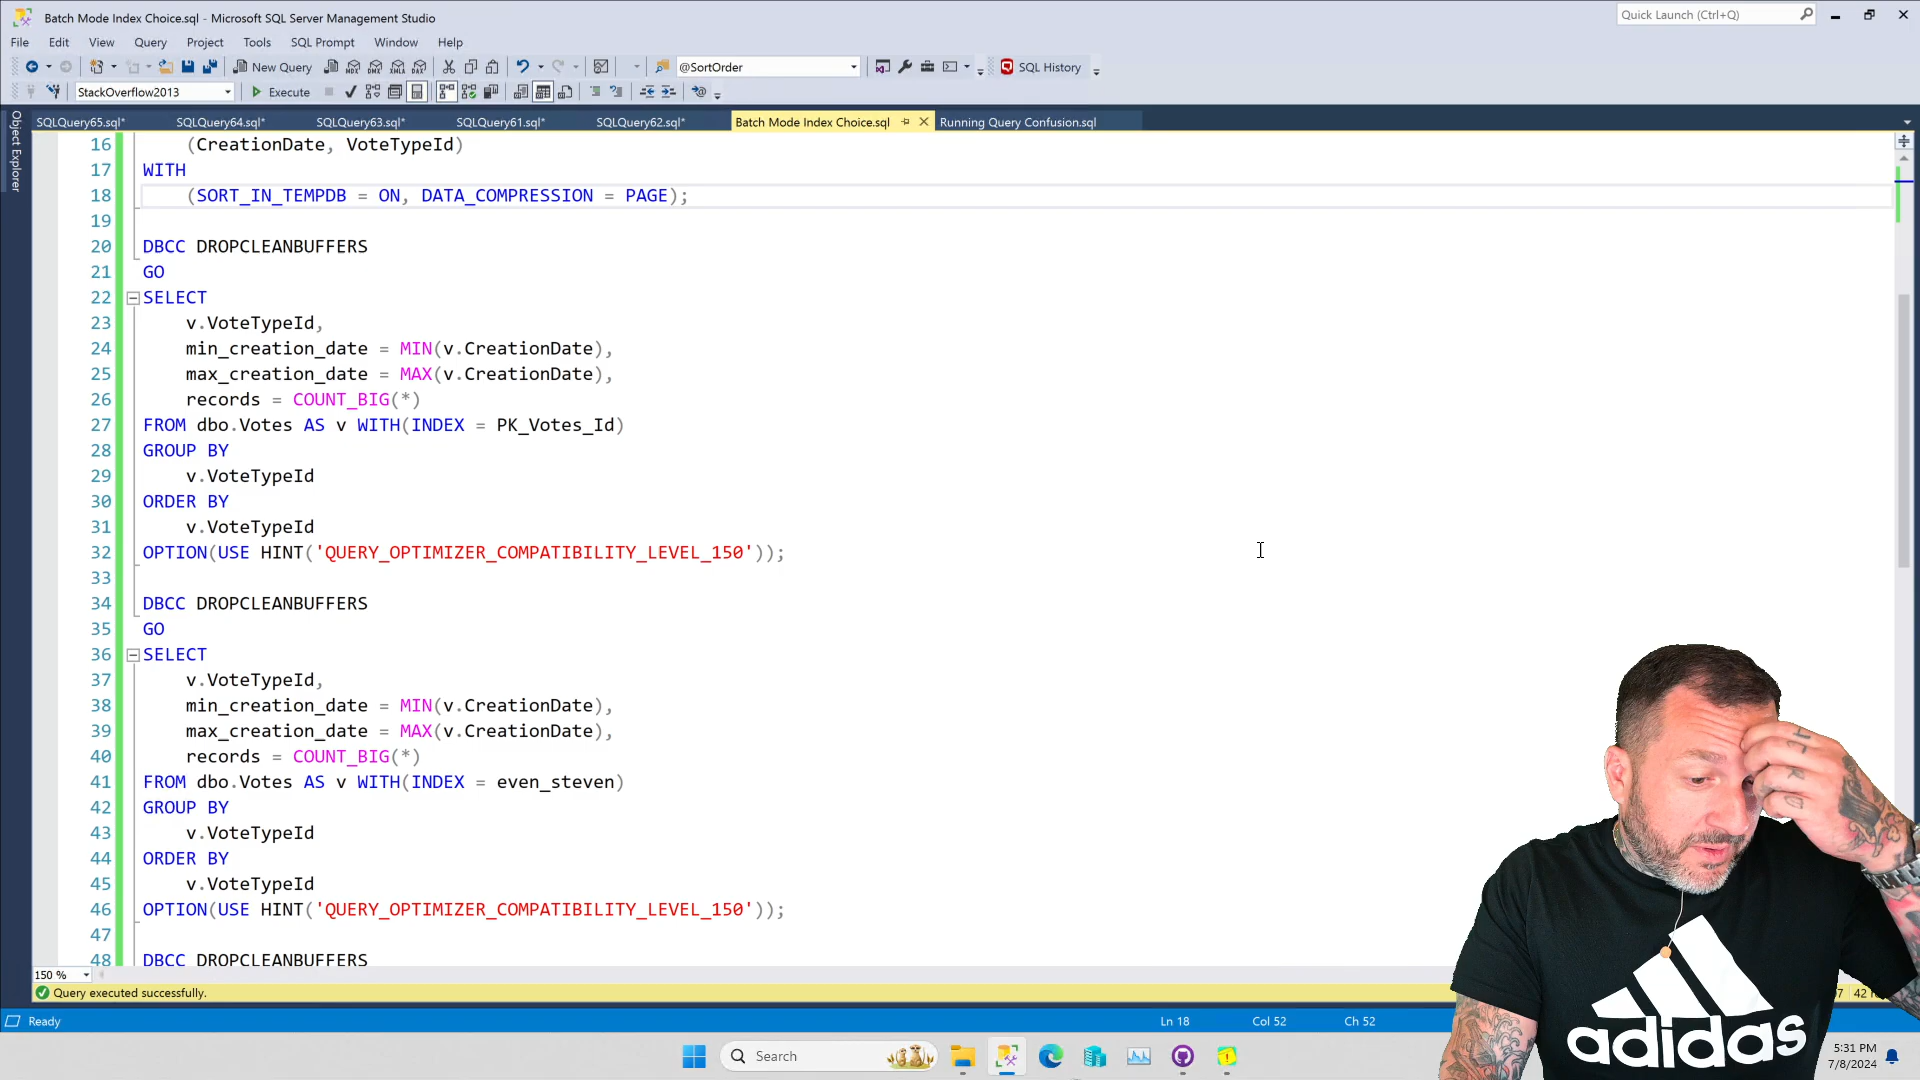 Batch Mode Index Choice.sql - Microsoft SQL Server Management Studio
Quick Launch (Ctrl+Q)
File Edit View Query Project Tools SQL Prompt Window Help
New Query
@SortOrder
SQL History
StackOverflow2013
Execute
Object Explorer
SQLQuery65.sql* SQLQuery64.sql* SQLQuery63.sql* SQLQuery61.sql* SQLQuery62.sql* Batch Mode Index Choice.sql Running Query Confusion.sql
16 (CreationDate, VoteTypeId)
17 WITH
18 (SORT_IN_TEMPDB = ON, DATA_COMPRESSION = PAGE);
19
20 DBCC DROPCLEANBUFFERS
21 GO
22 SELECT
23 v.VoteTypeId,
24 min_creation_date = MIN(v.CreationDate),
25 max_creation_date = MAX(v.CreationDate),
26 records = COUNT_BIG(*)
27 FROM dbo.Votes AS v WITH(INDEX = PK_Votes_Id)
28 GROUP BY
29 v.VoteTypeId
30 ORDER BY
31 v.VoteTypeId
32 OPTION(USE HINT('QUERY_OPTIMIZER_COMPATIBILITY_LEVEL_150'));
33
34 DBCC DROPCLEANBUFFERS
35 GO
36 SELECT
37 v.VoteTypeId,
38 min_creation_date = MIN(v.CreationDate),
39 max_creation_date = MAX(v.CreationDate),
40 records = COUNT_BIG(*)
41 FROM dbo.Votes AS v WITH(INDEX = even_steven)
42 GROUP BY
43 v.VoteTypeId
44 ORDER BY
45 v.VoteTypeId
46 OPTION(USE HINT('QUERY_OPTIMIZER_COMPATIBILITY_LEVEL_150'));
47
48 DBCC DROPCLEANBUFFERS
150 %
Query executed successfully.
Ready
Ln 18 Col 52 Ch 52
adidas
Search
5:31 PM
7/8/2024